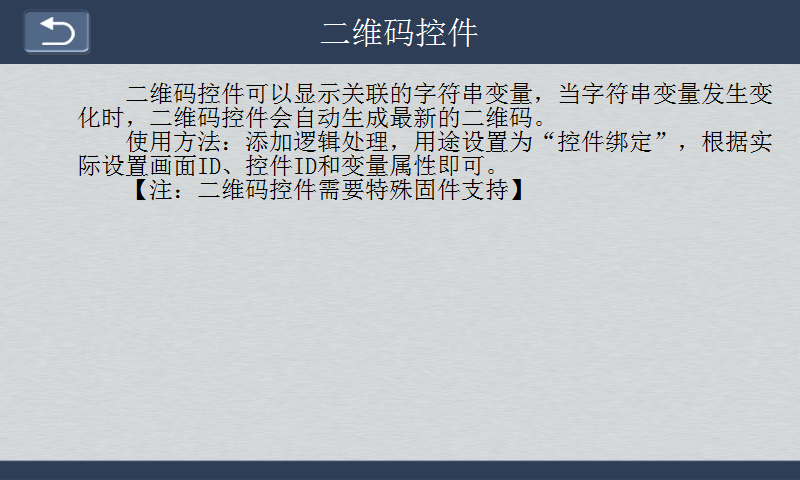 二维码控件
二维码控件可以显示关联的字符串变量，当字符串变量发生变
化时，二维码控件会自动生成最新的二维码。
使用方法：添加逻辑处理，用途设置为“控件绑定”，根据实
际设置画面ID、控件ID和变量属性即可。
【注：二维码控件需要特殊固件支持】